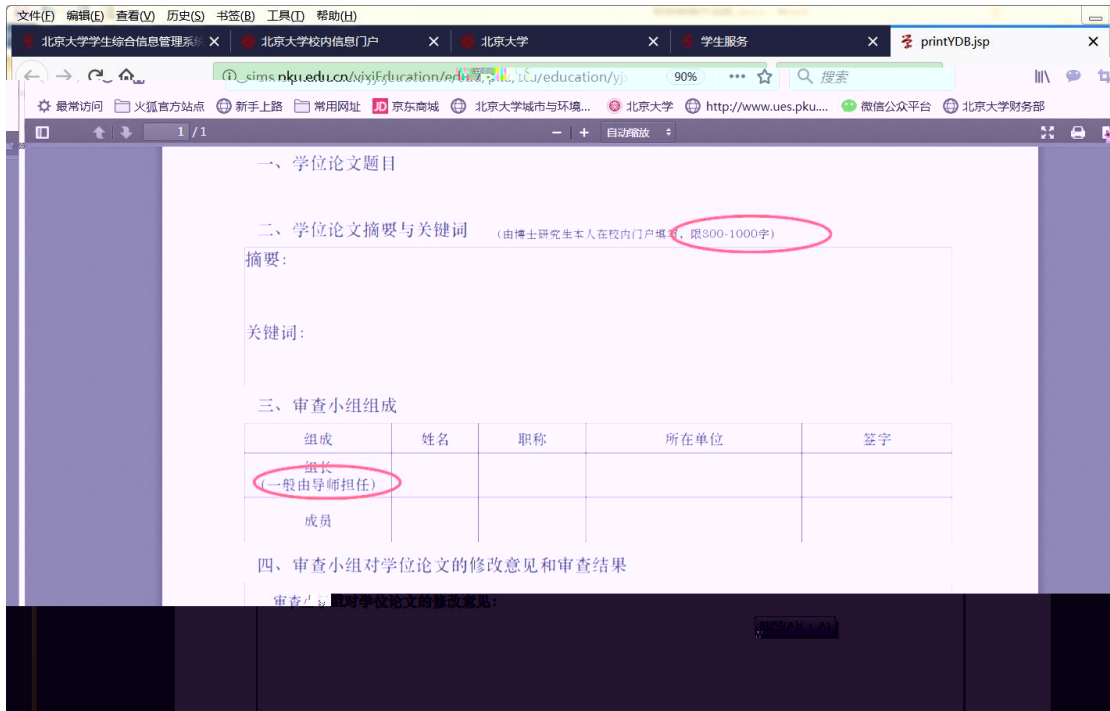 文件(F) 编辑(E) 查看(V) 历史(S) 书签(B) 工具(T) 帮助(H)
北京大学学生综合信息管理系统 北京大学校内信息门户 北京大学 学生服务 printYDB.jsp
90% 搜索
最常访问 火狐官方站点 新手上路 常用网址 JD 京东商城 北京大学城市与环境... 北京大学 http://www.ues.pku.... 微信公众平台 北京大学财务部
1 / 1 自动缩放
一、学位论文题目
二、学位论文摘要与关键词 (由博士研究生本人在校内门户填写，限800-1000字)
摘要:
关键词:
三、审查小组组成
组成 姓名 职称 所在单位 签字
组长
(一般由导师担任)
成员
四、审查小组对学位论文的修改意见和审查结果
审查小组对学位论文的修改意见: